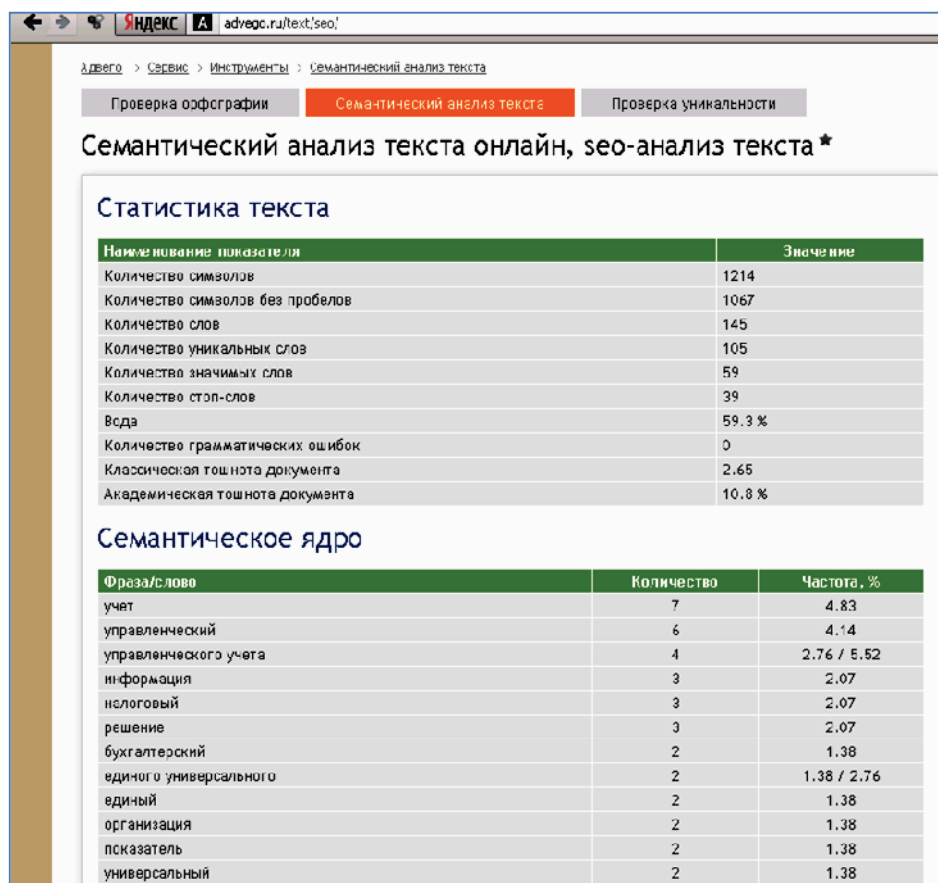 Яндекс A advego.ru/text/seo/
Адвего > Сервис > Инструменты > Семантический анализ текста
Проверка орфографии Семантический анализ текста Проверка уникальности
Семантический анализ текста онлайн, seo-анализ текста*
Статистика текста
Наименование показателя Значение
Количество символов 1214
Количество символов без пробелов 1067
Количество слов 145
Количество уникальных слов 105
Количество значимых слов 59
Количество стоп-слов 39
Вода 59.3 %
Количество грамматических ошибок 0
Классическая тошнота документа 2.65
Академическая тошнота документа 10.8 %
Семантическое ядро
Фраза/слово Количество Частота, %
учет 7 4.83
управленческий 6 4.14
управленческого учета 4 2.76 / 5.52
информация 3 2.07
налоговый 3 2.07
решение 3 2.07
бухгалтерский 2 1.38
единого универсального 2 1.38 / 2.76
единый 2 1.38
организация 2 1.38
показатель 2 1.38
универсальный 2 1.38